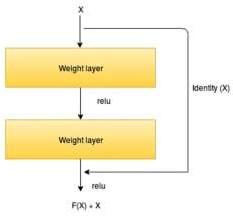 X
Weight layer
relu
Identity (X)
Weight layer
relu
F(X) + X